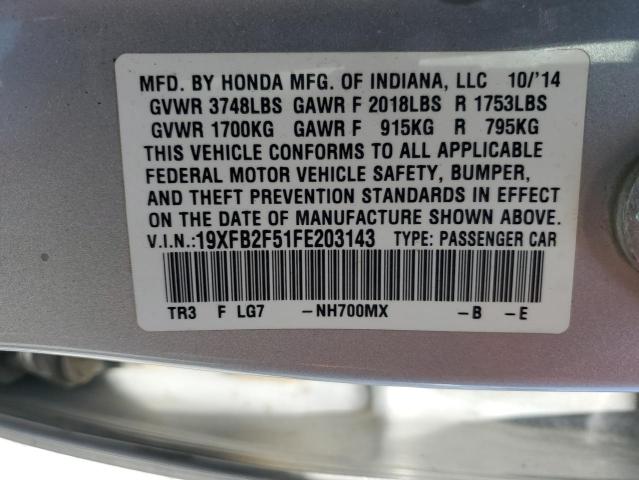 MFD. BY HONDA MFG. OF INDIANA, LLC 10/'14
GVWR 3748LBS GAWR F 2018LBS R 1753LBS
GVWR 1700KG GAWR F 915KG R 795KG
THIS VEHICLE CONFORMS TO ALL APPLICABLE
FEDERAL MOTOR VEHICLE SAFETY, BUMPER,
AND THEFT PREVENTION STANDARDS IN EFFECT
ON THE DATE OF MANUFACTURE SHOWN ABOVE.
V.I.N.:19XFB2F51FE203143 TYPE: PASSENGER CAR
TR3 F LG7 -NH700MX -B -E